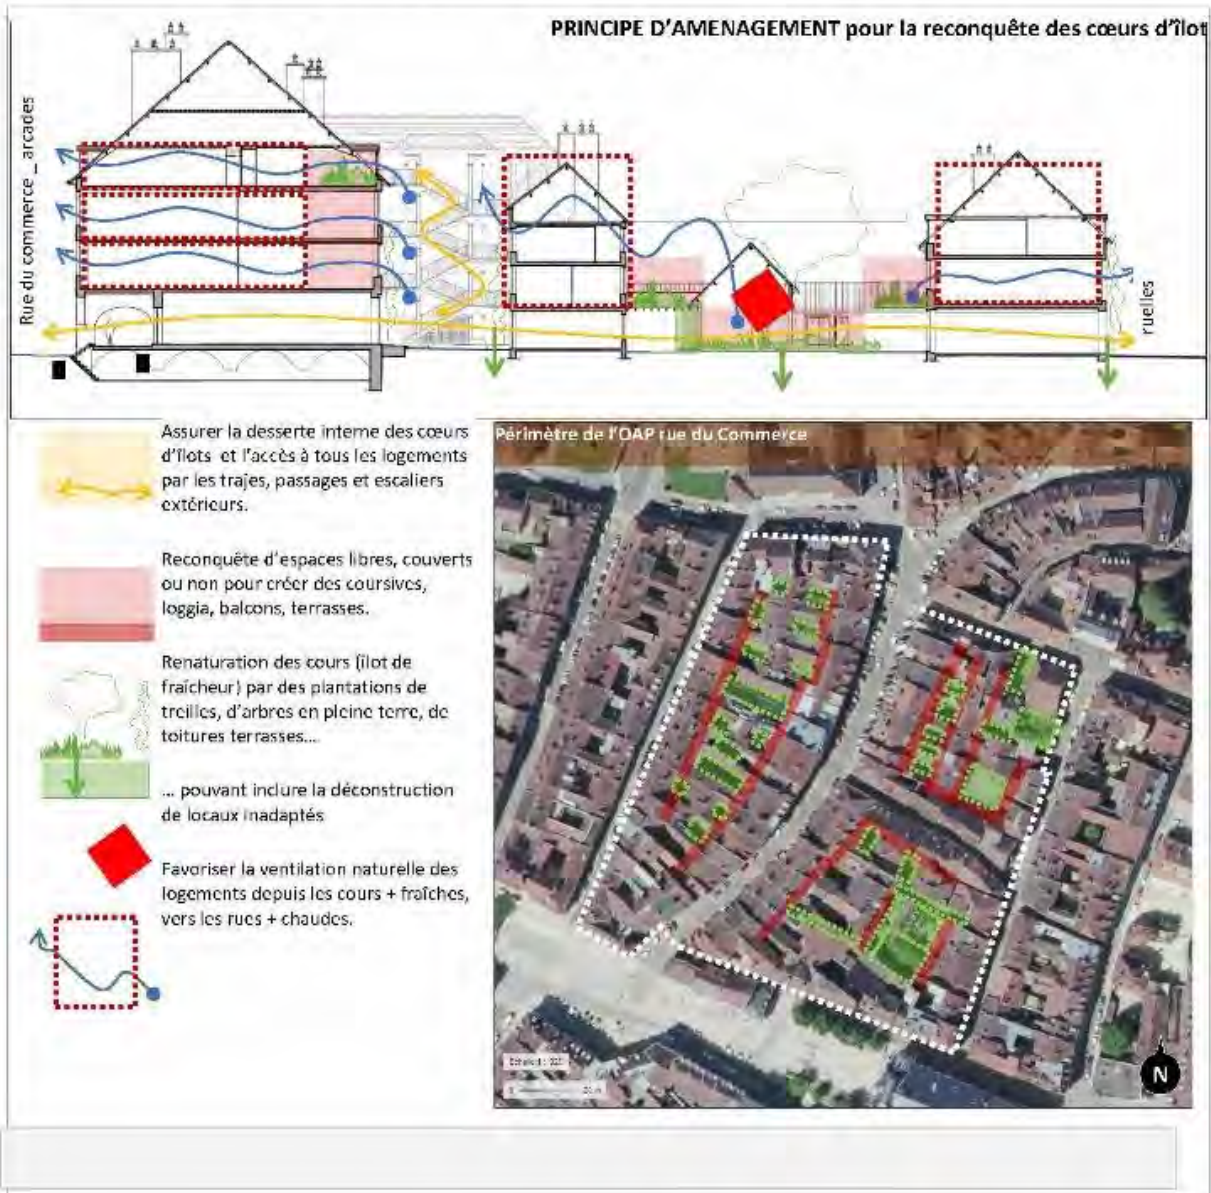 PRINCIPE D'AMENAGEMENT pour la reconquête des cœurs d'îlot
Rue du commerce _ arcades
ruelles
Assurer la desserte interne des cœurs
d'îlots et l'accès à tous les logements
par les trajes, passages et escaliers
extérieurs.
Reconquête d'espaces libres, couverts
ou non pour créer des coursives,
loggia, balcons, terrasses.
Renaturation des cours (îlot de
fraîcheur) par des plantations de
treilles, d'arbres en pleine terre, de
toitures terrasses...
... pouvant inclure la déconstruction
de locaux inadaptés
Favoriser la ventilation naturelle des
logements depuis les cours + fraîches,
vers les rues + chaudes.
Périmètre de l'OAP rue du Commerce
N